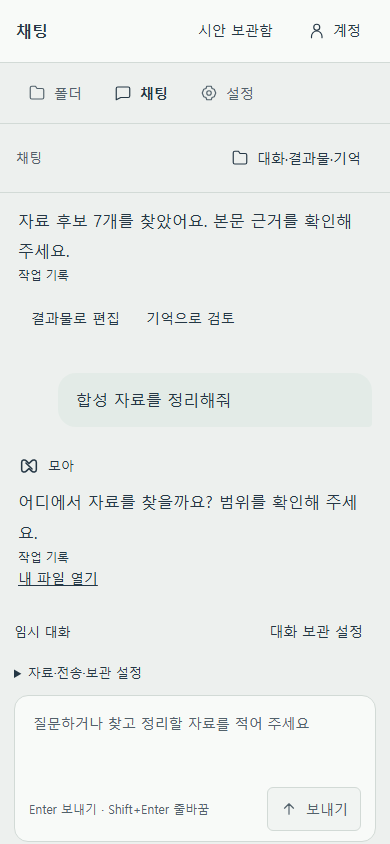 채팅
시안 보관함
계정
폴더
채팅
설정
채팅
대화·결과물·기억
자료 후보 7개를 찾았어요. 본문 근거를 확인해
주세요.
작업 기록
결과물로 편집
기억으로 검토
합성 자료를 정리해줘
모아
어디에서 자료를 찾을까요? 범위를 확인해 주세
요.
작업 기록
내 파일 열기
임시 대화
대화 보관 설정
▶ 자료·전송·보관 설정
질문하거나 찾고 정리할 자료를 적어 주세요
Enter 보내기 · Shift+Enter 줄바꿈
보내기